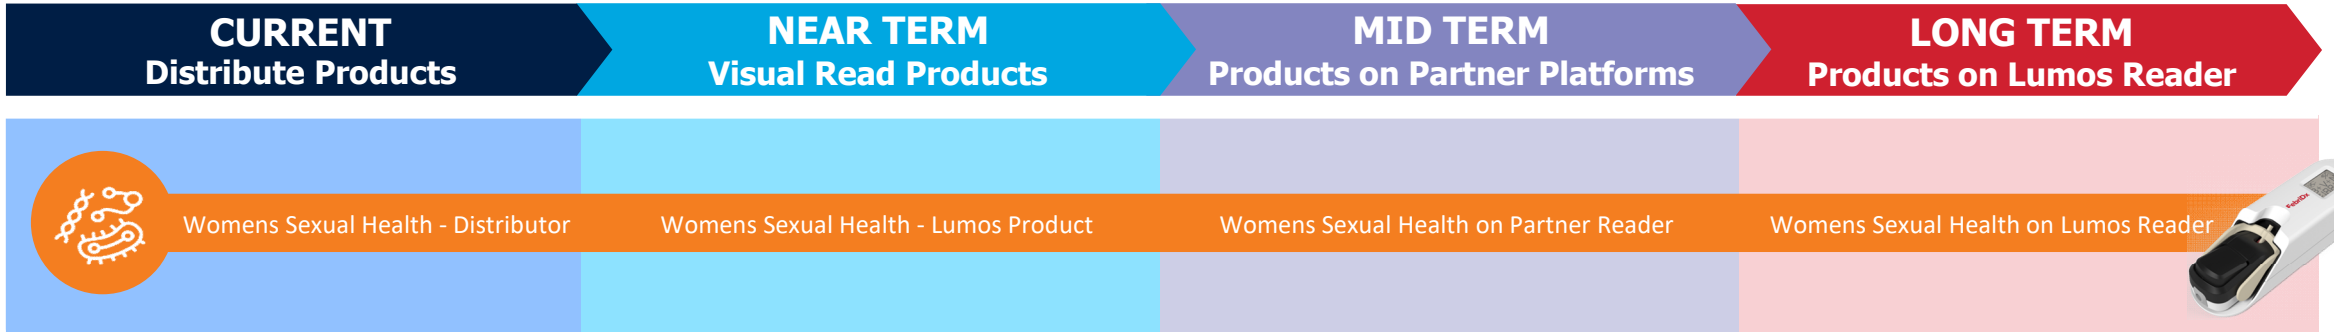 CURRENT
Distribute Products
NEAR TERM
Visual Read Products
MID TERM
Products on Partner Platforms
LONG TERM
Products on Lumos Reader
Womens Sexual Health - Distributor
Womens Sexual Health - Lumos Product
Womens Sexual Health on Partner Reader
Womens Sexual Health on Lumos Reader
FebriDx